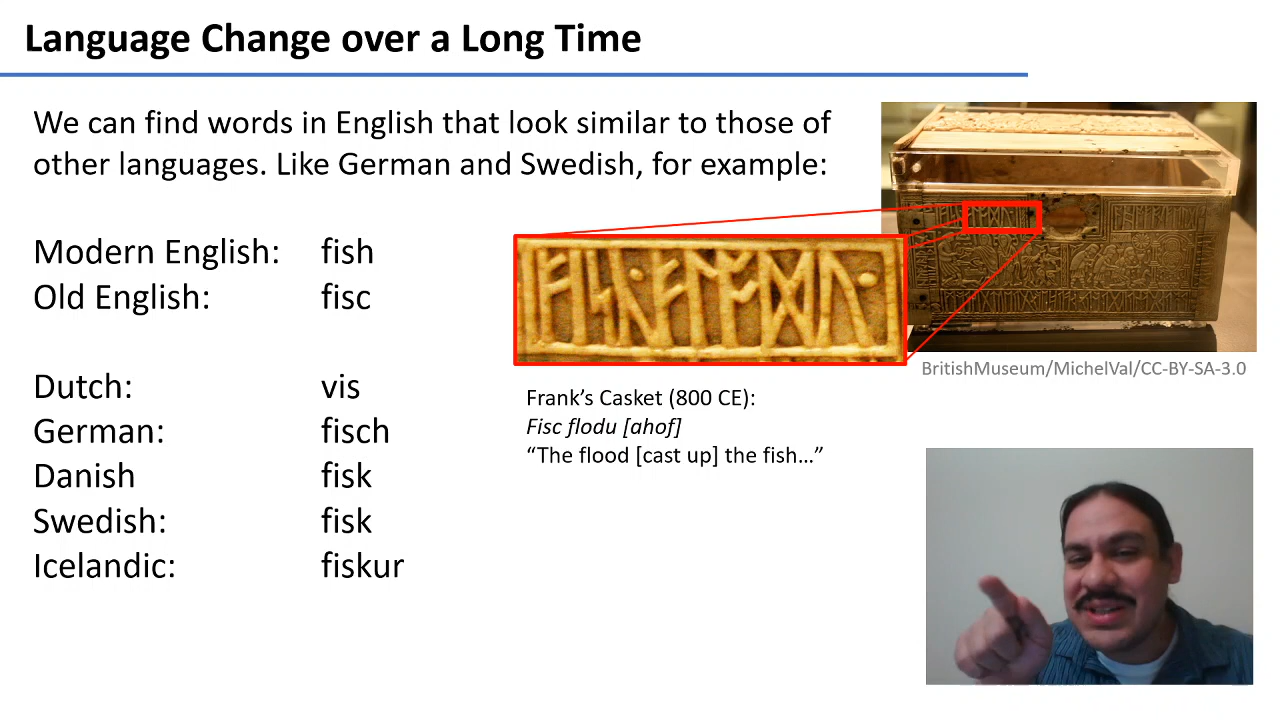 Language Change over a Long Time
We can find words in English that look similar to those of
other languages. Like German and Swedish, for example:
Modern English: fish
Old English: fisc
Dutch: vis
German: fisch
Danish fisk
Swedish: fisk
Icelandic: fiskur
ᚠᛁᛋᚳ·ᚠᛚᚩᛞᚢ·
BritishMuseum/MichelVal/CC-BY-SA-3.0
Frank’s Casket (800 CE):
Fisc flodu [ahof]
“The flood [cast up] the fish…”